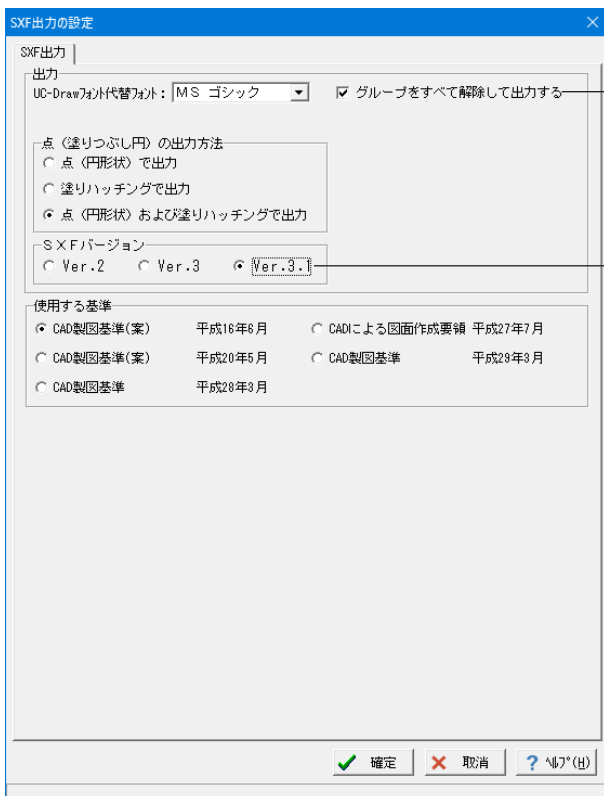 SXF出力の設定
SXF出力
出力
UC-Drawフォント代替フォント： ＭＳ ゴシック グループをすべて解除して出力する
点（塗りつぶし円）の出力方法
点（円形状）で出力
塗りハッチングで出力
点（円形状）および塗りハッチングで出力
ＳＸＦバージョン
Ver.2 Ver.3 Ver.3.1
使用する基準
CAD製図基準(案) 平成16年6月 CADIによる図面作成要領 平成27年7月
CAD製図基準(案) 平成20年5月 CAD製図基準 平成29年3月
CAD製図基準 平成28年3月
確定 取消 ? ﾍﾙﾌﾟ(H)